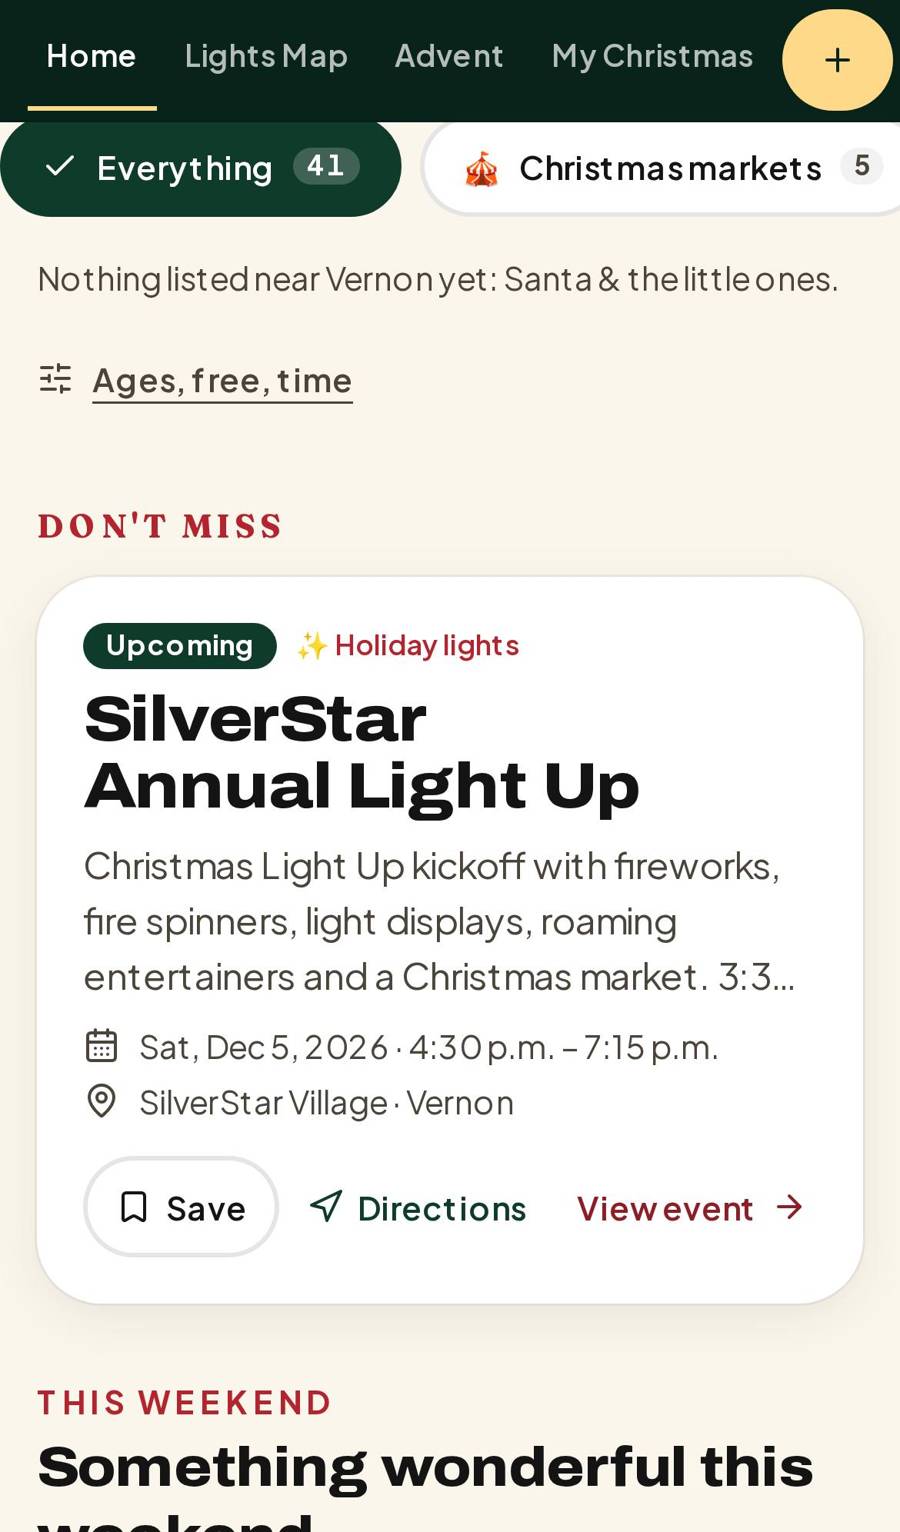 Home Lights Map Advent My Christmas +
Everything 41 Christmas markets 5
Nothing listed near Vernon yet: Santa & the little ones.
Ages, free, time
DON'T MISS
Upcoming ✨ Holiday lights
SilverStar
Annual Light Up
Christmas Light Up kickoff with fireworks,
fire spinners, light displays, roaming
entertainers and a Christmas market. 3:3...
Sat, Dec 5, 2026 · 4:30 p.m. – 7:15 p.m.
SilverStar Village · Vernon
Save Directions View event →
THIS WEEKEND
Something wonderful this
weekend